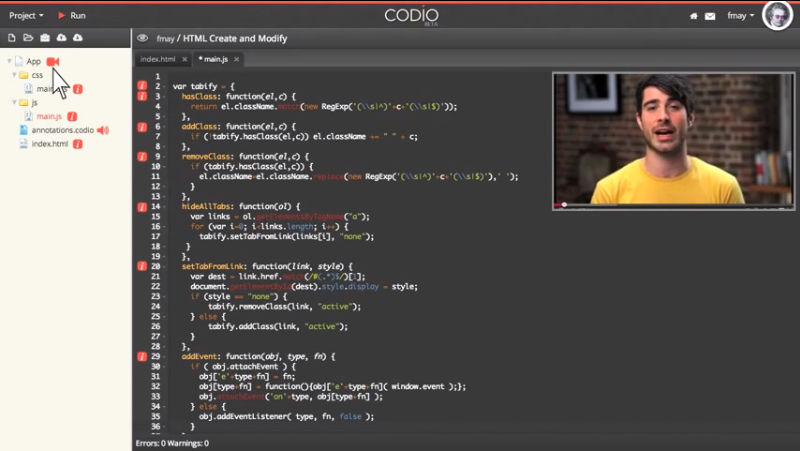 Project
Run
CODIO
BETA
fmay
fmay / HTML Create and Modify
App
css
main.
js
main.js
annotations.codio
index.html
index.html ×
* main.js ×
1
2 var tabify = {
3 hasClass: function(el,c) {
4 return el.className.match(new RegExp('(\\s|^)'+c+'(\\s|$)'));
5 },
6 addClass: function(el,c) {
7 if (!tabify.hasClass(el,c)) el.className += " " + c;
8 },
9 removeClass: function(el,c) {
10 if (tabify.hasClass(el,c)) {
11 el.className=el.className.replace(new RegExp('(\\s|^)'+c+'(\\s|$)'),' ');
12 }
13 },
14 hideAllTabs: function(ol) {
15 var links = ol.getElementsByTagName("a");
16 for (var i=0; i<links.length; i++) {
17 tabify.setTabFromLink(links[i], "none");
18 }
19 },
20 setTabFromLink: function(link, style) {
21 var dest = link.href.match(/#(.*)$/)[1];
22 document.getElementById(dest).style.display = style;
23 if (style == "none") {
24 tabify.removeClass(link, "active");
25 } else {
26 tabify.addClass(link, "active");
27 }
28 },
29 addEvent: function(obj, type, fn) {
30 if ( obj.attachEvent ) {
31 obj['e'+type+fn] = fn;
32 obj[type+fn] = function(){obj['e'+type+fn]( window.event );};
33 obj.attachEvent('on'+type, obj[type+fn] );
34 } else {
35 obj.addEventListener( type, fn, false );
36 }
Errors: 0 Warnings: 0